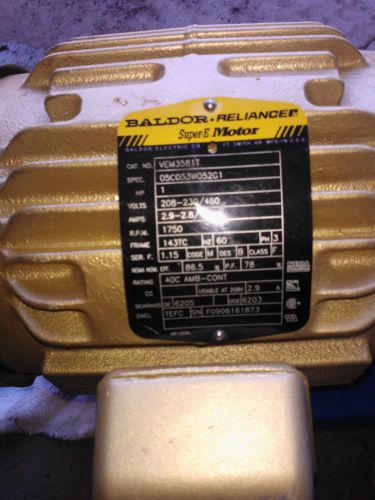 BALDOR·RELIANCE
Super-E Motor
BALDOR ELECTRIC CO. FT. SMITH, AR. MFG IN U.S.A.
CAT. NO. VEM3581T
SPEC. 05C053W052G1
HP 1
VOLTS 208-230/460
AMPS 2.9-2.8/
R.P.M. 1750
FRAME 143TC HZ 60 PH 3
SER. F. 1.15 CODE M DES B CLASS F
NEMA NOM. EFF. 86.5 % P.F. 78 %
RATING 40C AMB-CONT
CC USABLE AT 208V 2.9 A
BEARINGS DE 6205 ODE 6203
ENCL. TEFC SN F0906161873